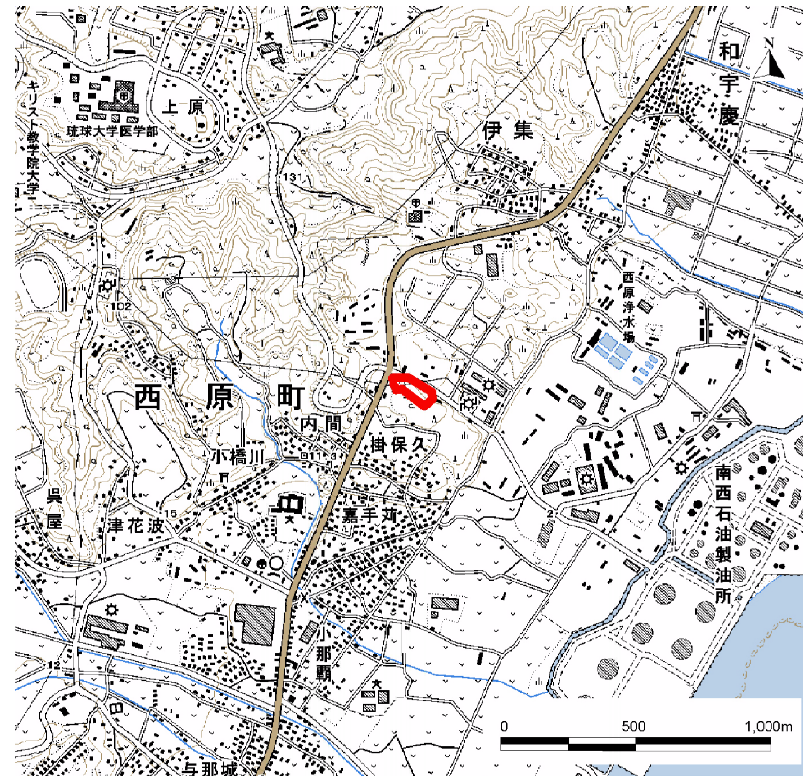 和宇慶
N
上原
キリスト教学院大学
琉球大学医学部
伊集
131
西原浄水場
102
西原町
内間
掛保久
小橋川
嘉手苅
呉屋
津花波
15
2
南西石油製油所
小那覇
12
与那城
0 500 1,000m